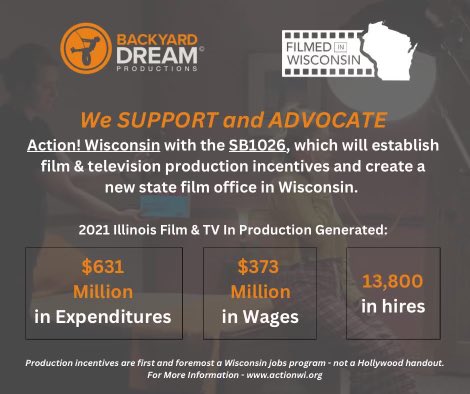 BACKYARD
DREAM©
PRODUCTIONS
FILMED IN
WISCONSIN
We SUPPORT and ADVOCATE
Action! Wisconsin with the SB1026, which will establish
film & television production incentives and create a
new state film office in Wisconsin.
2021 Illinois Film & TV In Production Generated:
$631
Million
in Expenditures
$373
Million
in Wages
13,800
in hires
Production incentives are first and foremost a Wisconsin jobs program - not a Hollywood handout.
For More Information - www.actionwi.org